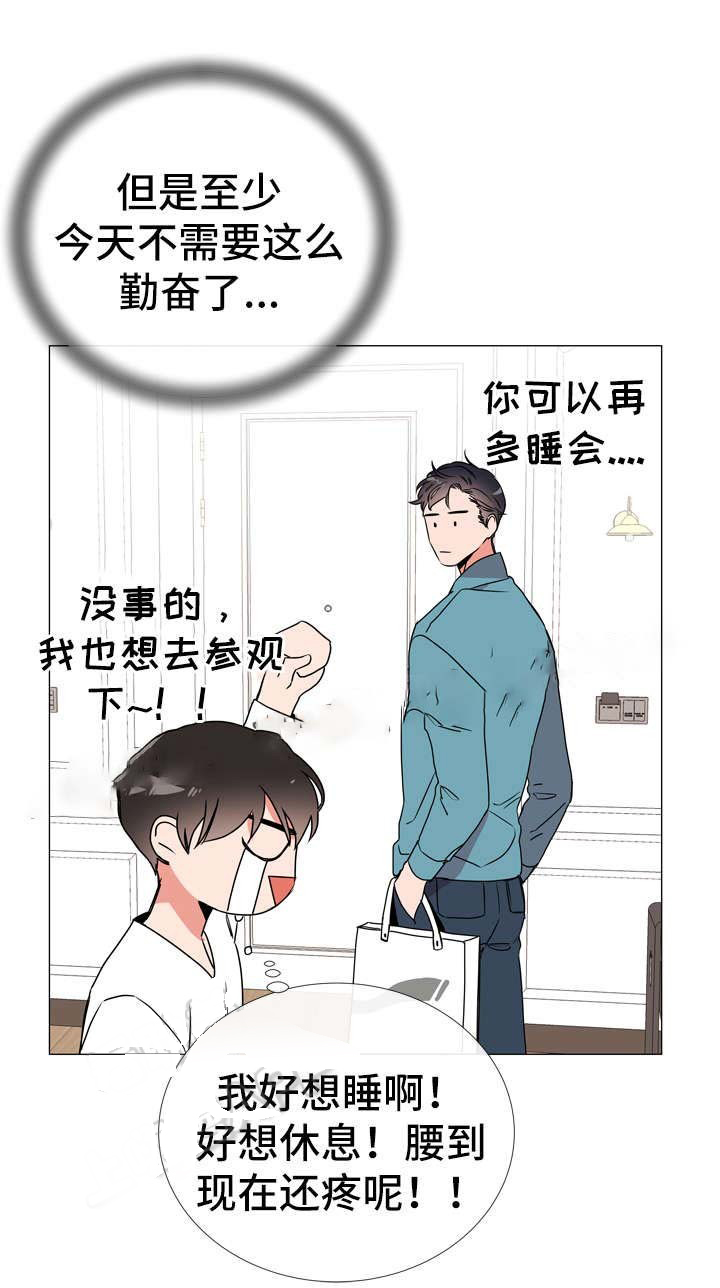 但是至少
今天不需要这么
勤奋了...
你可以再
多睡会....
没事的，
我也想去参观
下~！！
我好想睡啊！
好想休息！腰到
现在还疼呢！！